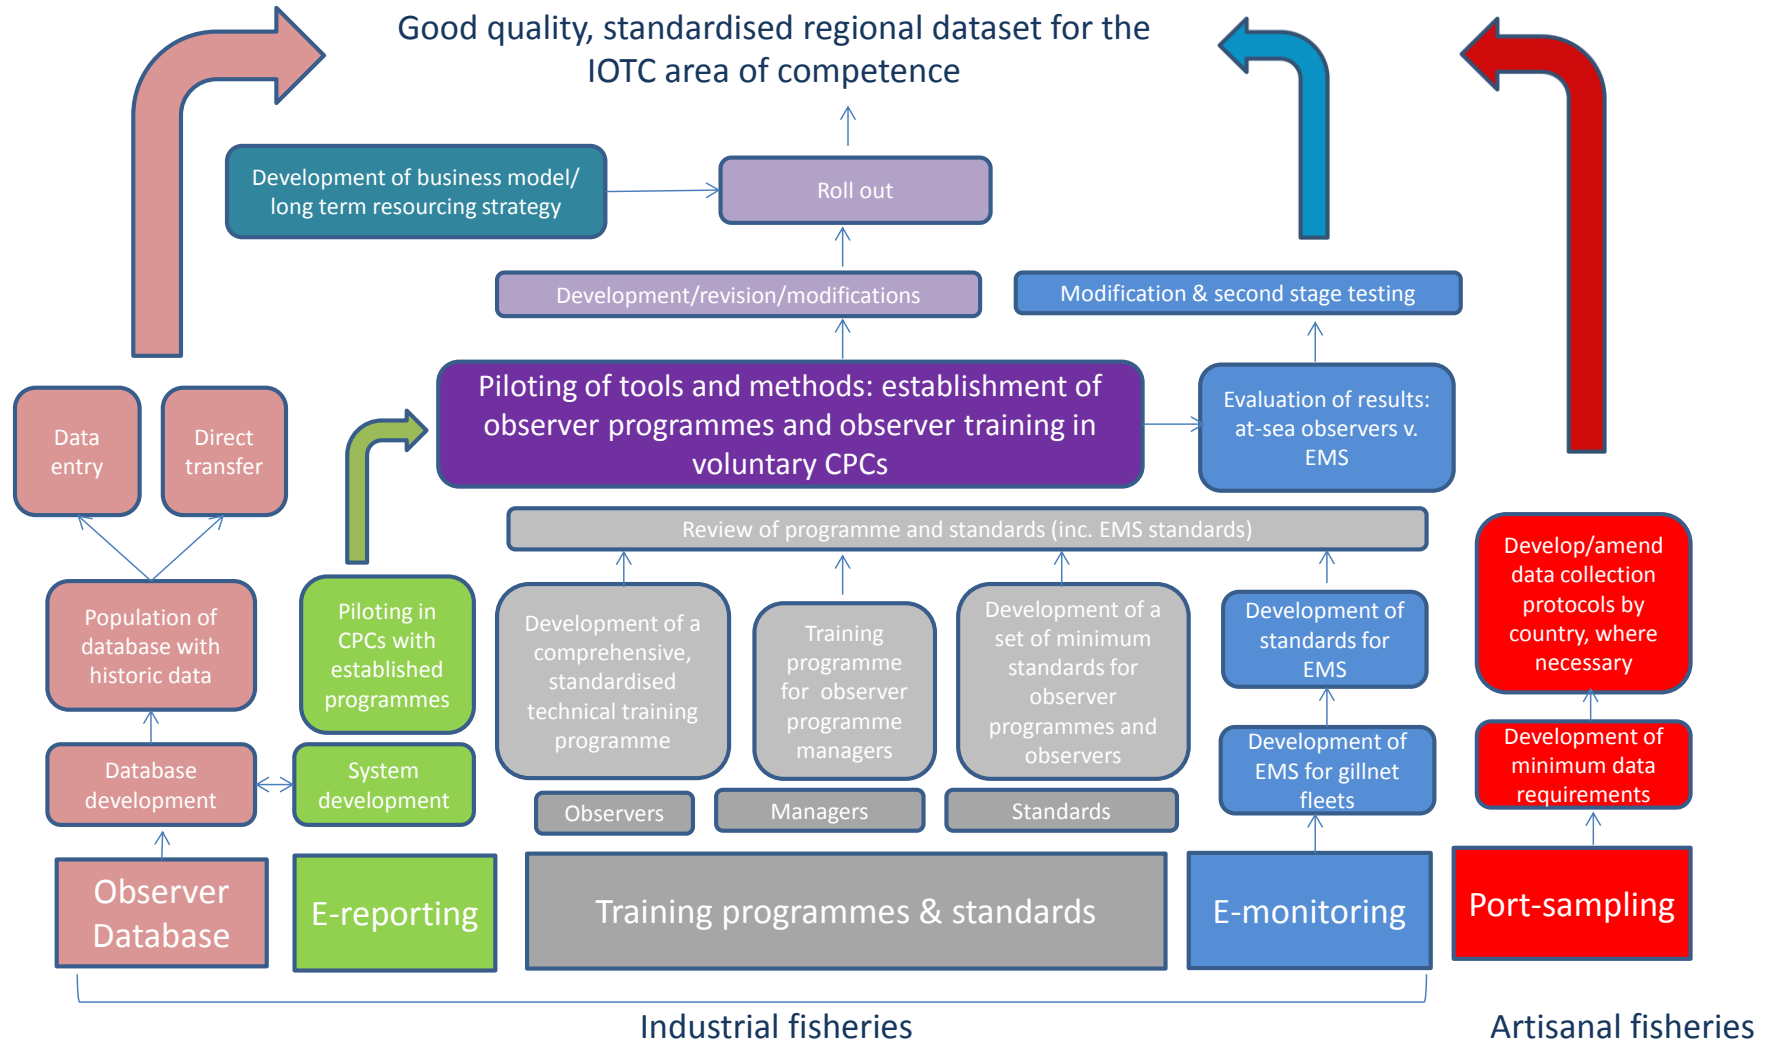 Good quality, standardised regional dataset for the
IOTC area of competence
Development of business model/
long term resourcing strategy
Roll out
Development/revision/modifications
Modification & second stage testing
Piloting of tools and methods: establishment of
observer programmes and observer training in
voluntary CPCs
Evaluation of results:
at-sea observers v.
EMS
Data
entry
Direct
transfer
Review of programme and standards (inc. EMS standards)
Population of
database with
historic data
Piloting in
CPCs with
established
programmes
Development of a
comprehensive,
standardised
technical training
programme
Training
programme
for observer
programme
managers
Development of a
set of minimum
standards for
observer
programmes and
observers
Development of
standards for
EMS
Develop/amend
data collection
protocols by
country, where
necessary
Database
development
System
development
Observers
Managers
Standards
Development of
EMS for gillnet
fleets
Development of
minimum data
requirements
Observer
Database
E-reporting
Training programmes & standards
E-monitoring
Port-sampling
Industrial fisheries
Artisanal fisheries